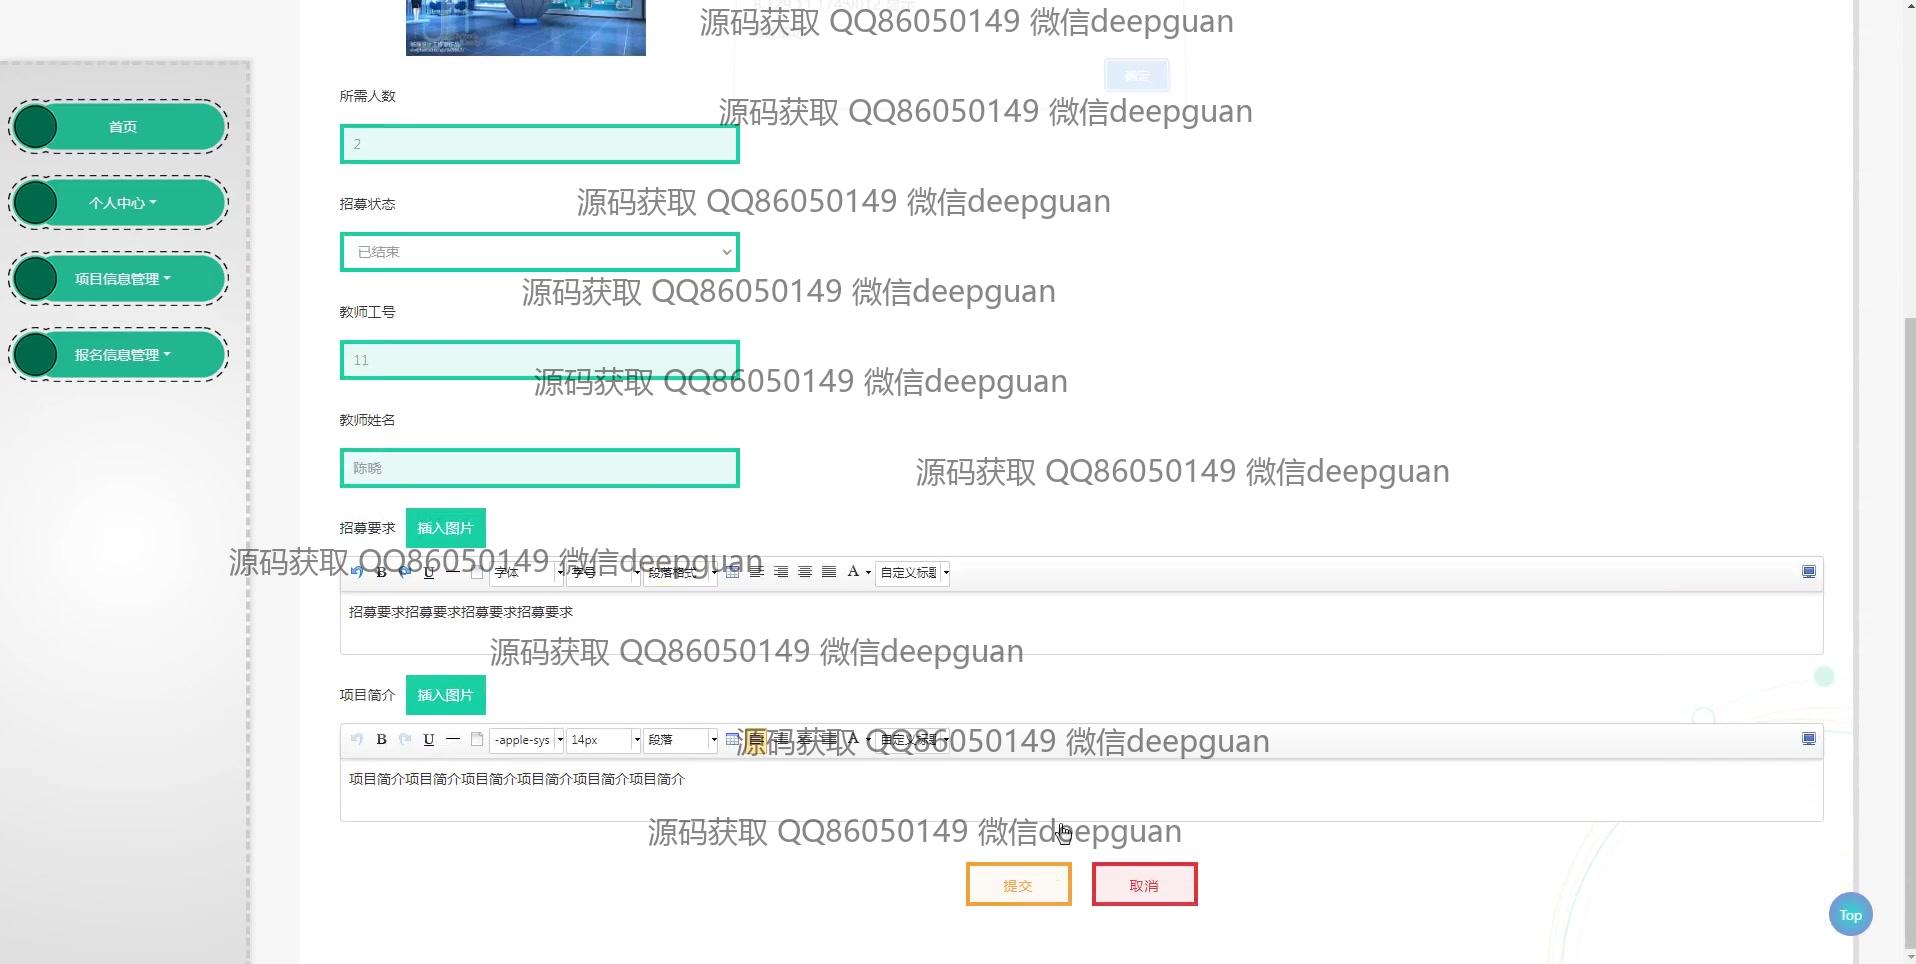 源码获取 QQ86050149 微信deepguan
确定
源码获取 QQ86050149 微信deepguan
所需人数
首页
2
源码获取 QQ86050149 微信deepguan
个人中心
招募状态
已结束
项目信息管理
源码获取 QQ86050149 微信deepguan
教师工号
报名信息管理
11
源码获取 QQ86050149 微信deepguan
教师姓名
陈晓
源码获取 QQ86050149 微信deepguan
招募要求 插入图片
源码获取 QQ86050149 微信deepguan
B U 字体 字号 段落格式 A 自定义标题
招募要求招募要求招募要求招募要求
源码获取 QQ86050149 微信deepguan
项目简介 插入图片
B U -apple-sys 14px 段落 A 自定义标题
源码获取 QQ86050149 微信deepguan
项目简介项目简介项目简介项目简介项目简介项目简介
源码获取 QQ86050149 微信deepguan
提交 取消
Top